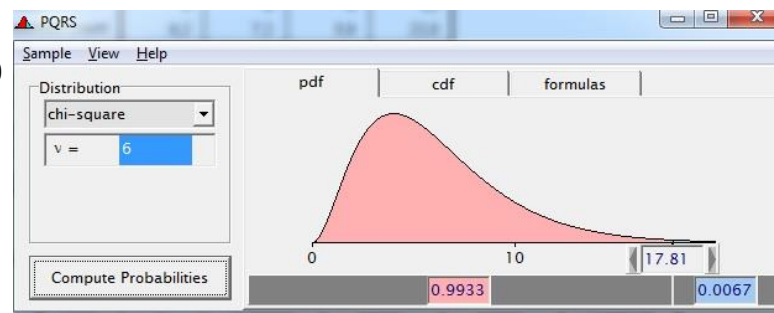 PQRS
Sample View Help
)
Distribution
chi-square
ν = 6
Compute Probabilities
pdf cdf formulas
0 10 17.81
0.9933 0.0067